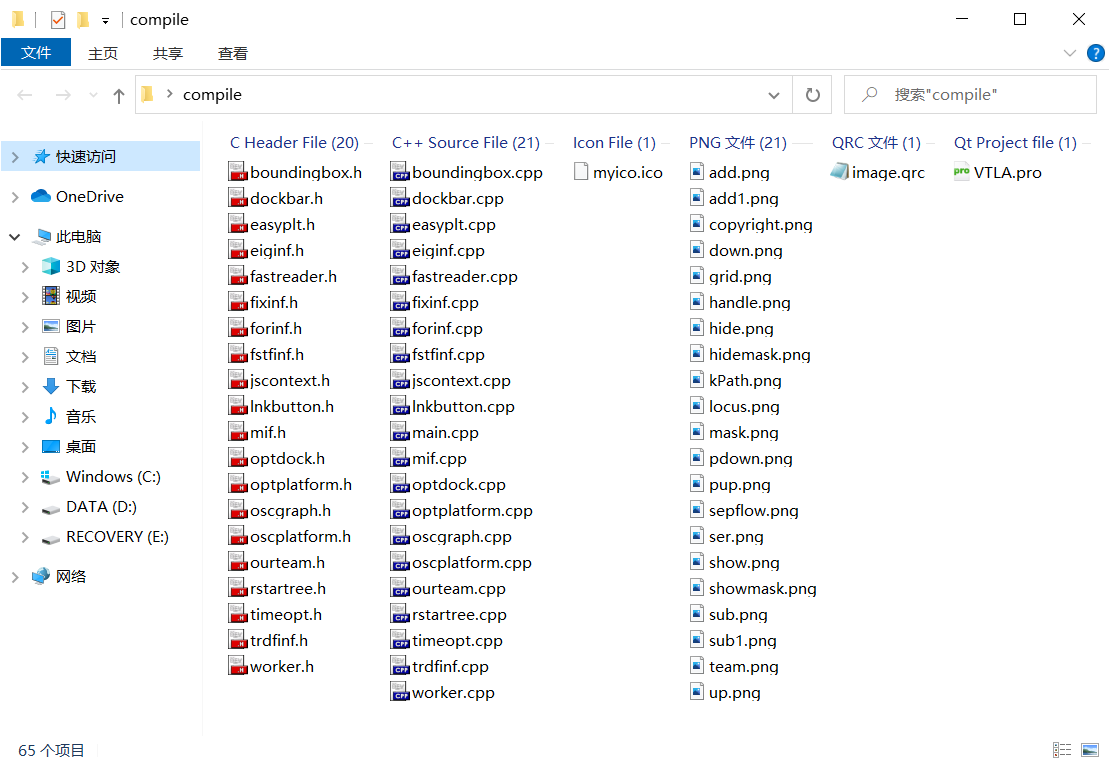 compile
文件 主页 共享 查看
compile 搜索"compile"
快速访问
OneDrive
此电脑
3D 对象
视频
图片
文档
下载
音乐
桌面
Windows (C:)
DATA (D:)
RECOVERY (E:)
网络
C Header File (20)
boundingbox.h
dockbar.h
easyplt.h
eiginf.h
fastreader.h
fixinf.h
forinf.h
fstfinf.h
jscontext.h
lnkbutton.h
mif.h
optdock.h
optplatform.h
oscgraph.h
oscplatform.h
ourteam.h
rstartree.h
timeopt.h
trdfinf.h
worker.h
C++ Source File (21)
boundingbox.cpp
dockbar.cpp
easyplt.cpp
eiginf.cpp
fastreader.cpp
fixinf.cpp
forinf.cpp
fstfinf.cpp
jscontext.cpp
lnkbutton.cpp
main.cpp
mif.cpp
optdock.cpp
optplatform.cpp
oscgraph.cpp
oscplatform.cpp
ourteam.cpp
rstartree.cpp
timeopt.cpp
trdfinf.cpp
worker.cpp
Icon File (1)
myico.ico
PNG 文件 (21)
add.png
add1.png
copyright.png
down.png
grid.png
handle.png
hide.png
hidemask.png
kPath.png
locus.png
mask.png
pdown.png
pup.png
sepflow.png
ser.png
show.png
showmask.png
sub.png
sub1.png
team.png
up.png
QRC 文件 (1)
image.qrc
Qt Project file (1)
pro VTLA.pro
65 个项目